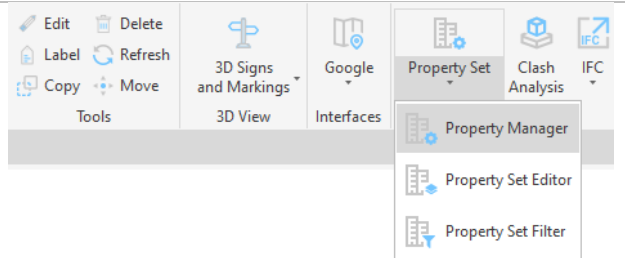 Edit
Delete
Label
Refresh
Copy
Move
Tools
3D Signs
and Markings
3D View
Google
Interfaces
Property Set
Clash
Analysis
IFC
IFC
Property Manager
Property Set Editor
Property Set Filter